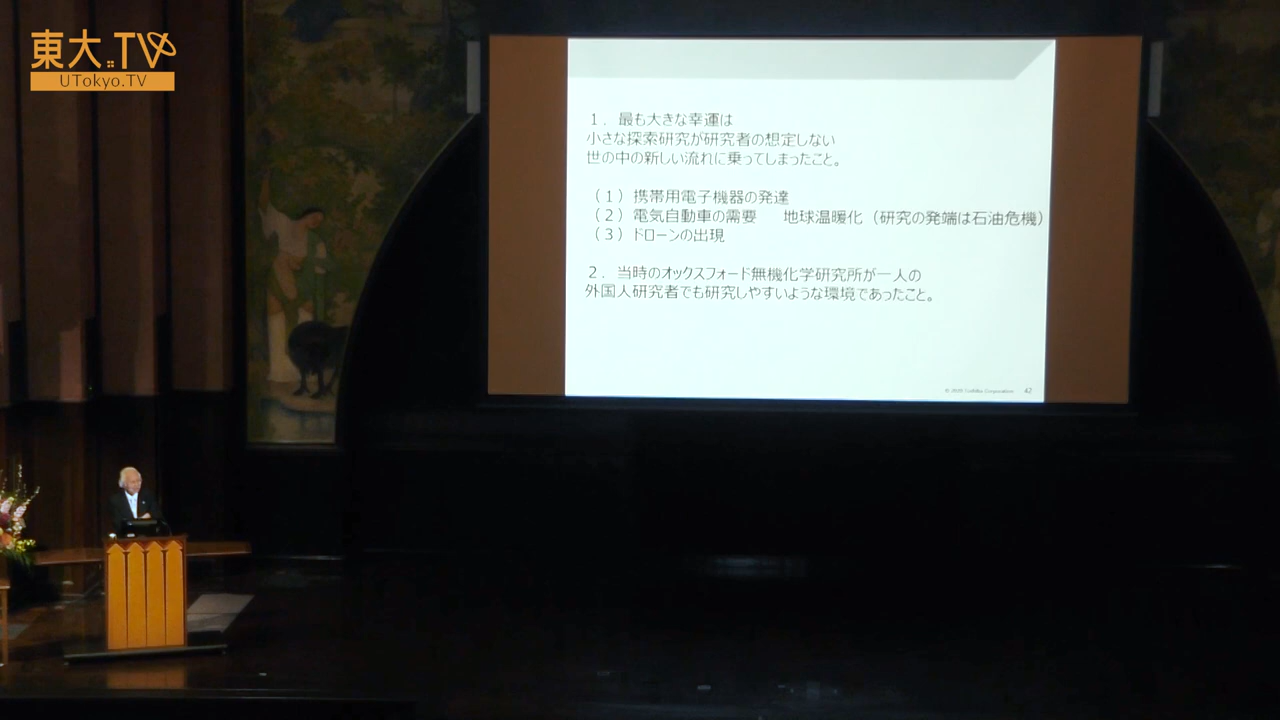 東大TV
UTokyo.TV
1. 最も大きな幸運は
小さな探索研究が研究者の想定しない
世の中の新しい流れに乗ってしまったこと。
(1)携帯用電子機器の発達
(2)電気自動車の需要 地球温暖化(研究の発端は石油危機)
(3)ドローンの出現
2. 当時のオックスフォード無機化学研究所が一人の
外国人研究者でも研究しやすいような環境であったこと。
© 2020 Toshiba Corporation 42